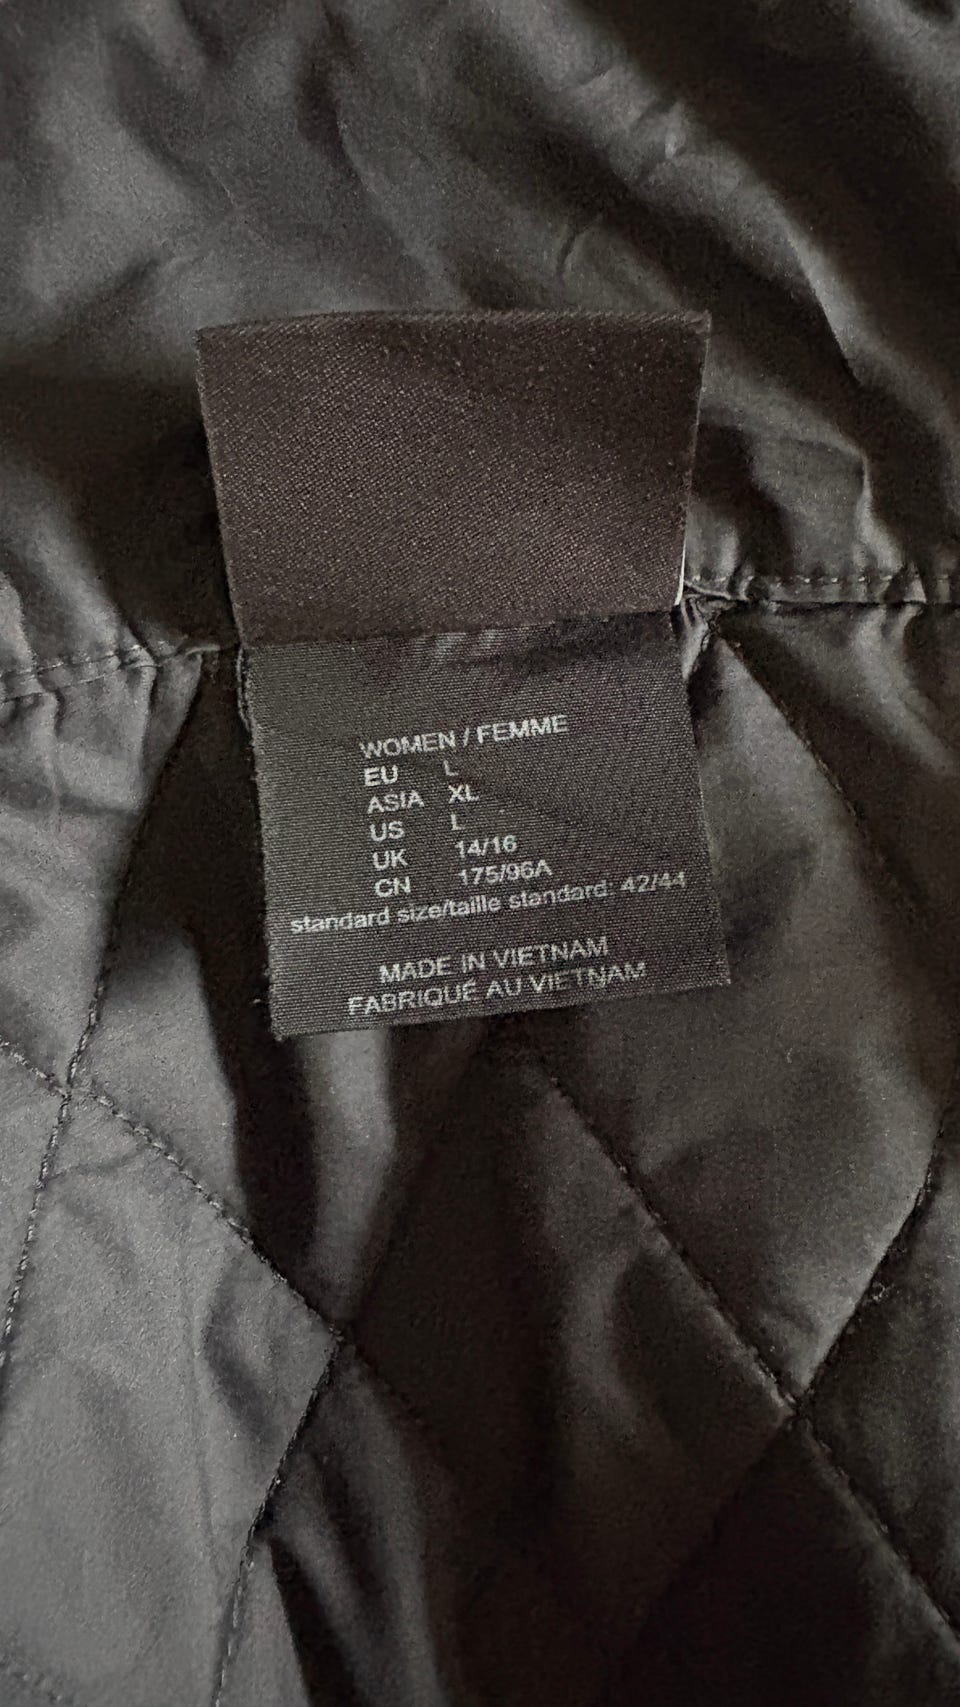 WOMEN / FEMME
EU L
ASIA XL
US L
UK 14/16
CN 175/96A
standard size/taille standard: 42/44
MADE IN VIETNAM
FABRIQUÉ AU VIETNAM